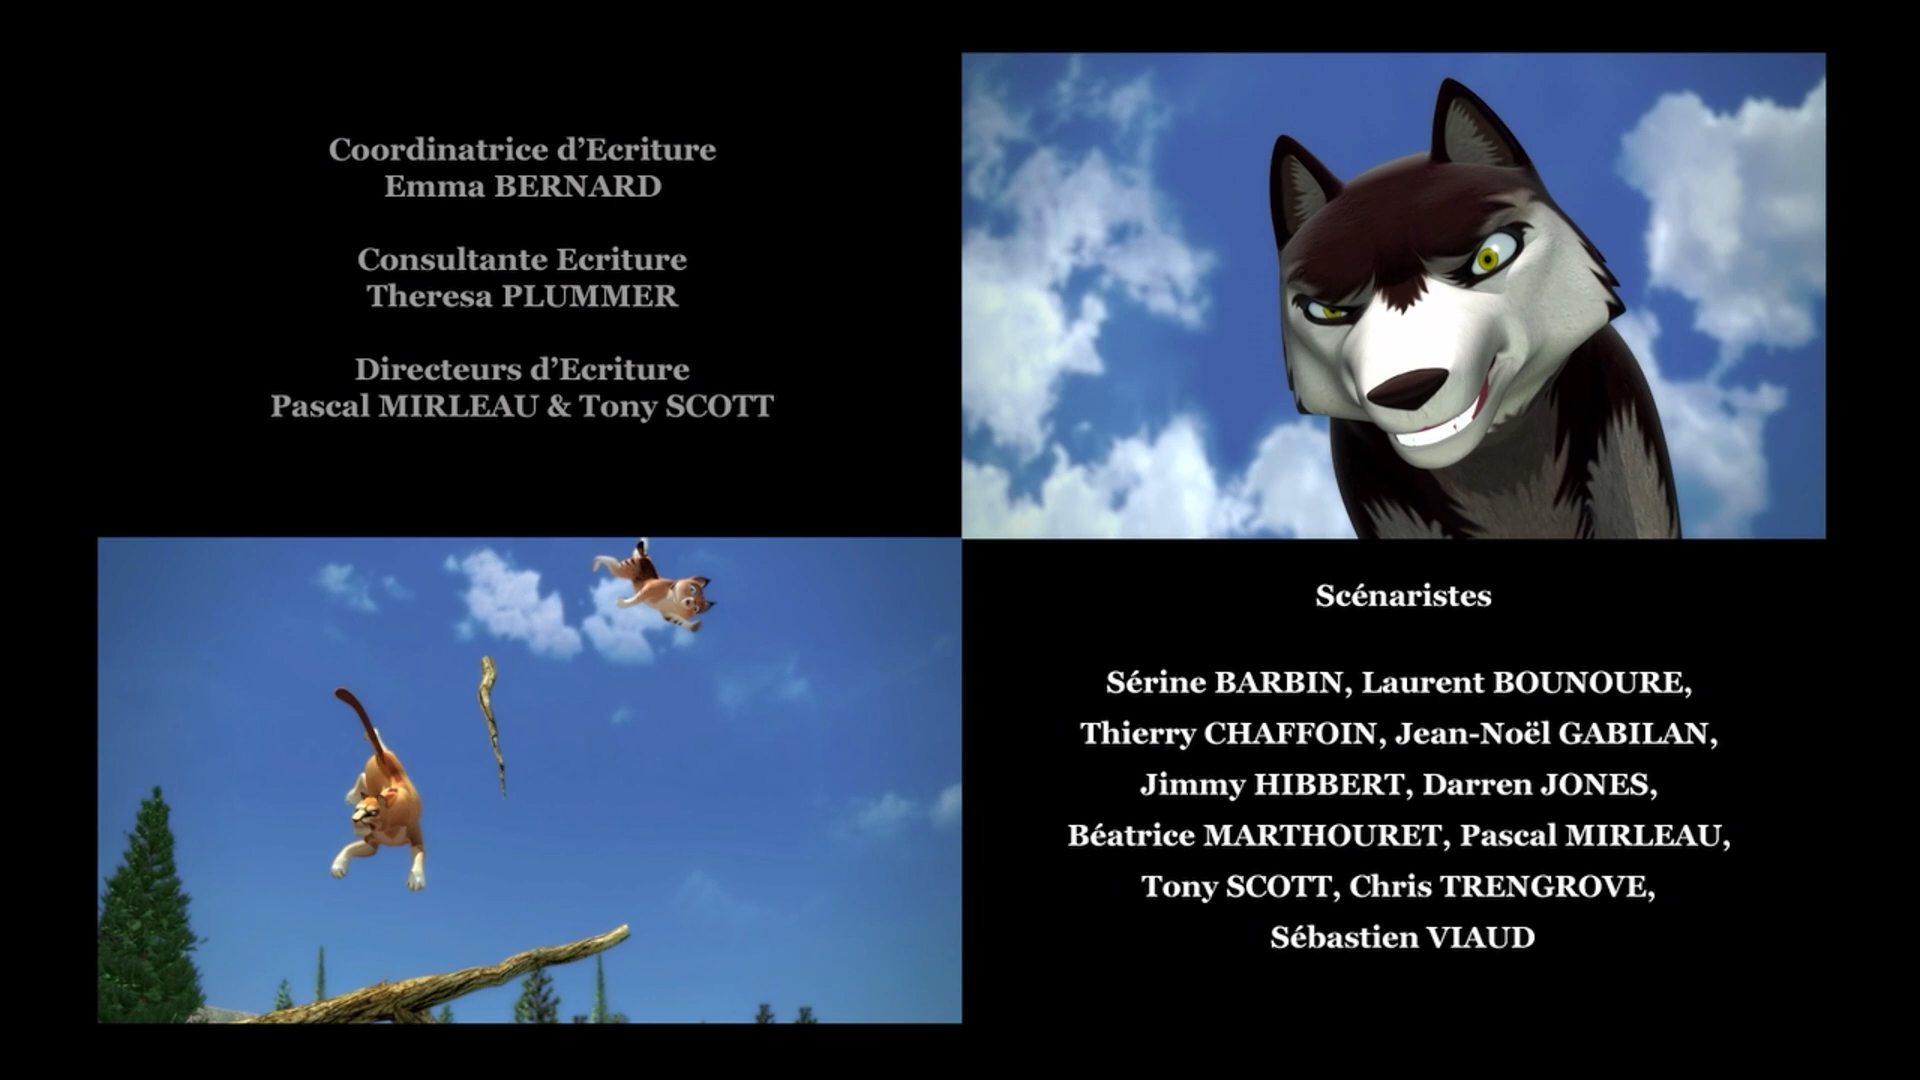 Coordinatrice d’Ecriture
Emma BERNARD
Consultante Ecriture
Theresa PLUMMER
Directeurs d’Ecriture
Pascal MIRLEAU & Tony SCOTT
Scénaristes
Sérine BARBIN, Laurent BOUNOURE,
Thierry CHAFFOIN, Jean-Noël GABILAN,
Jimmy HIBBERT, Darren JONES,
Béatrice MARTHOURET, Pascal MIRLEAU,
Tony SCOTT, Chris TRENGROVE,
Sébastien VIAUD